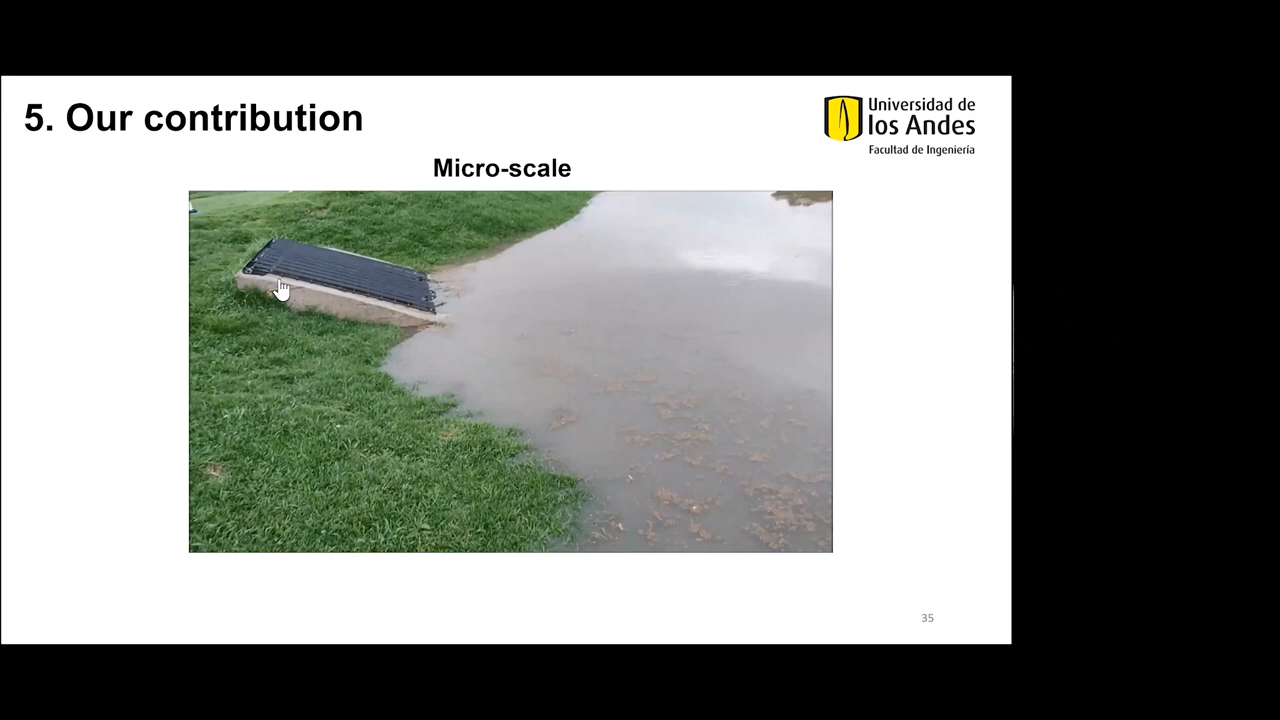 5. Our contribution
Universidad de
los Andes
Facultad de Ingeniería
Micro-scale
35